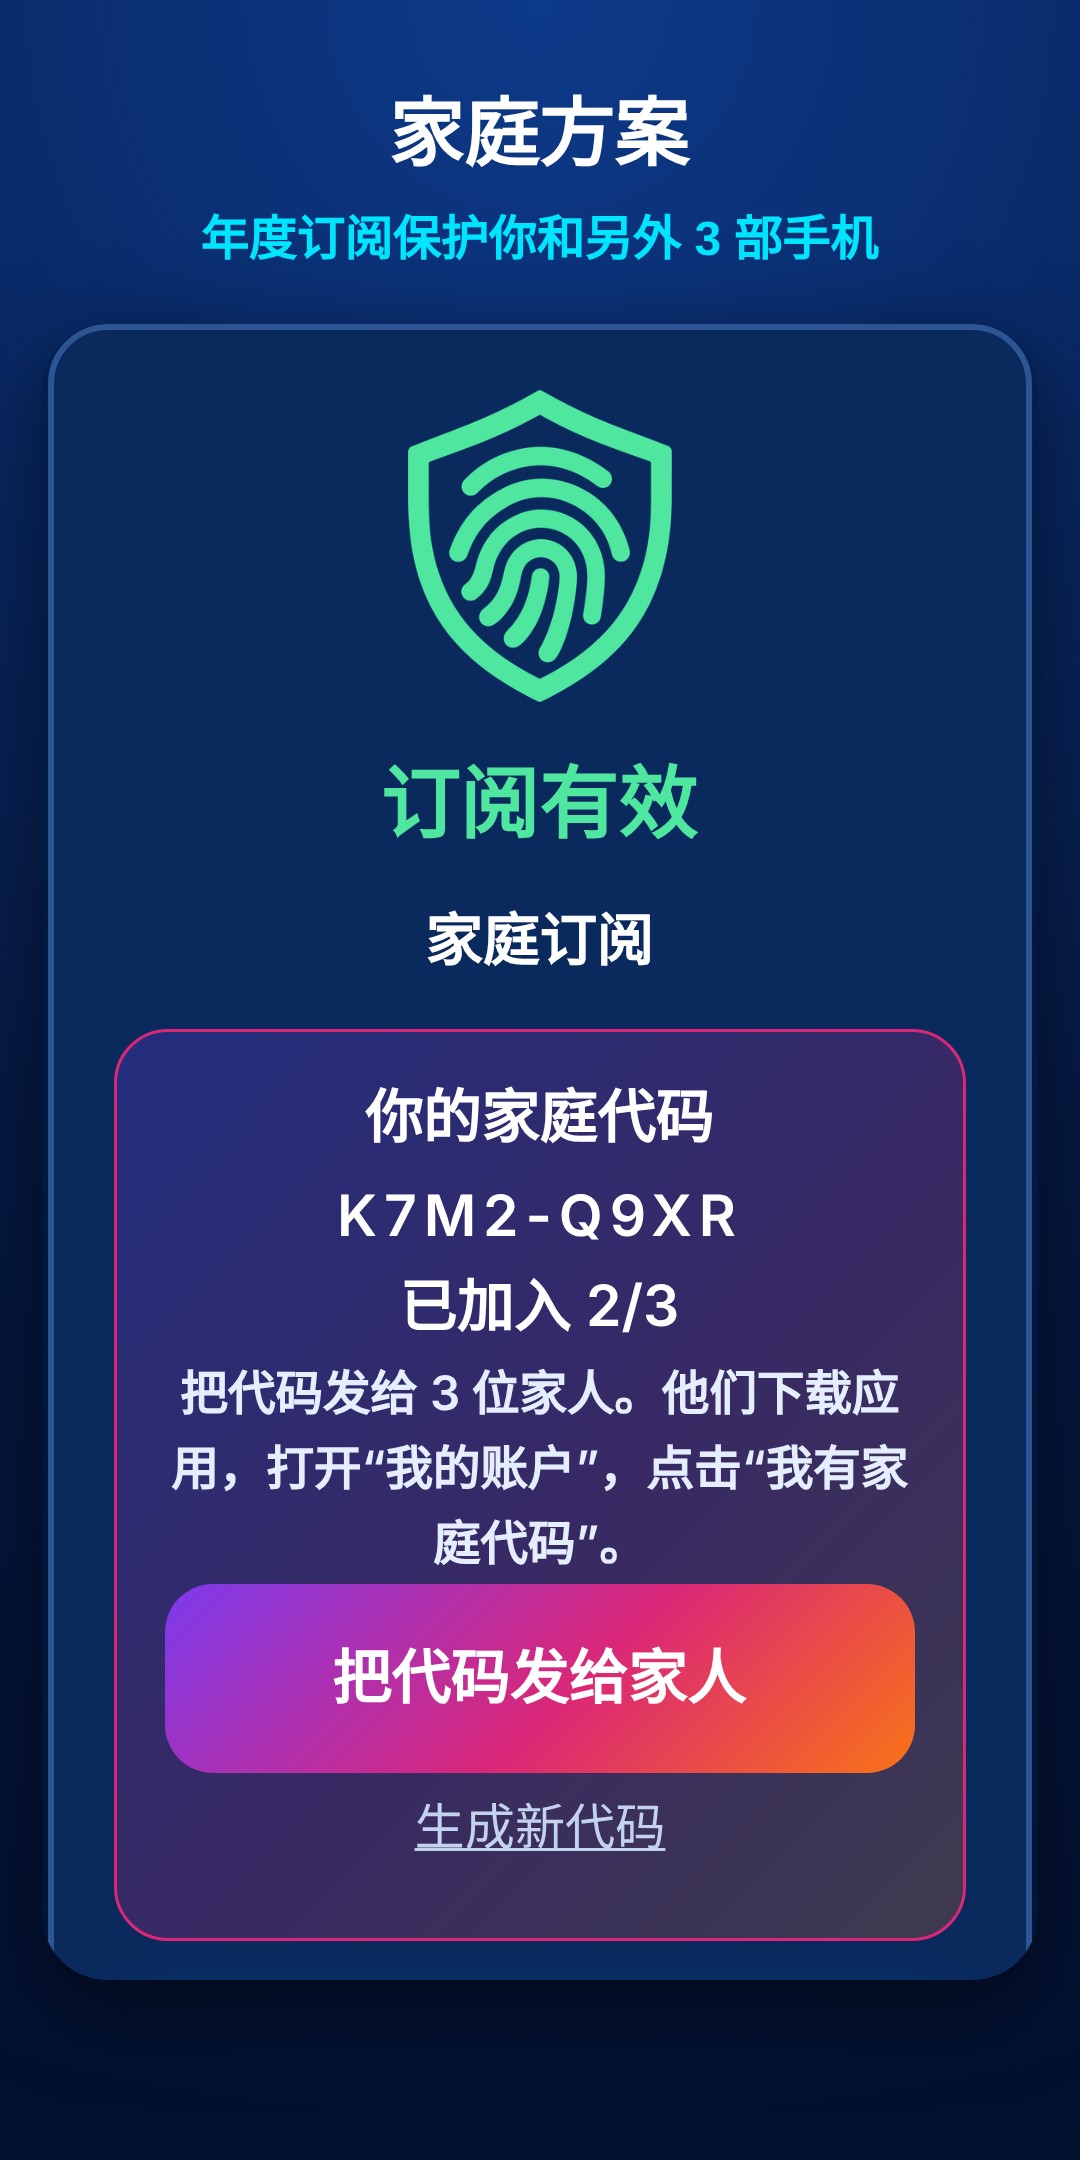 家庭方案
年度订阅保护你和另外 3 部手机
订阅有效
家庭订阅
你的家庭代码
K7M2-Q9XR
已加入 2/3
把代码发给 3 位家人。他们下载应
用，打开“我的账户”，点击“我有家
庭代码”。
把代码发给家人
生成新代码